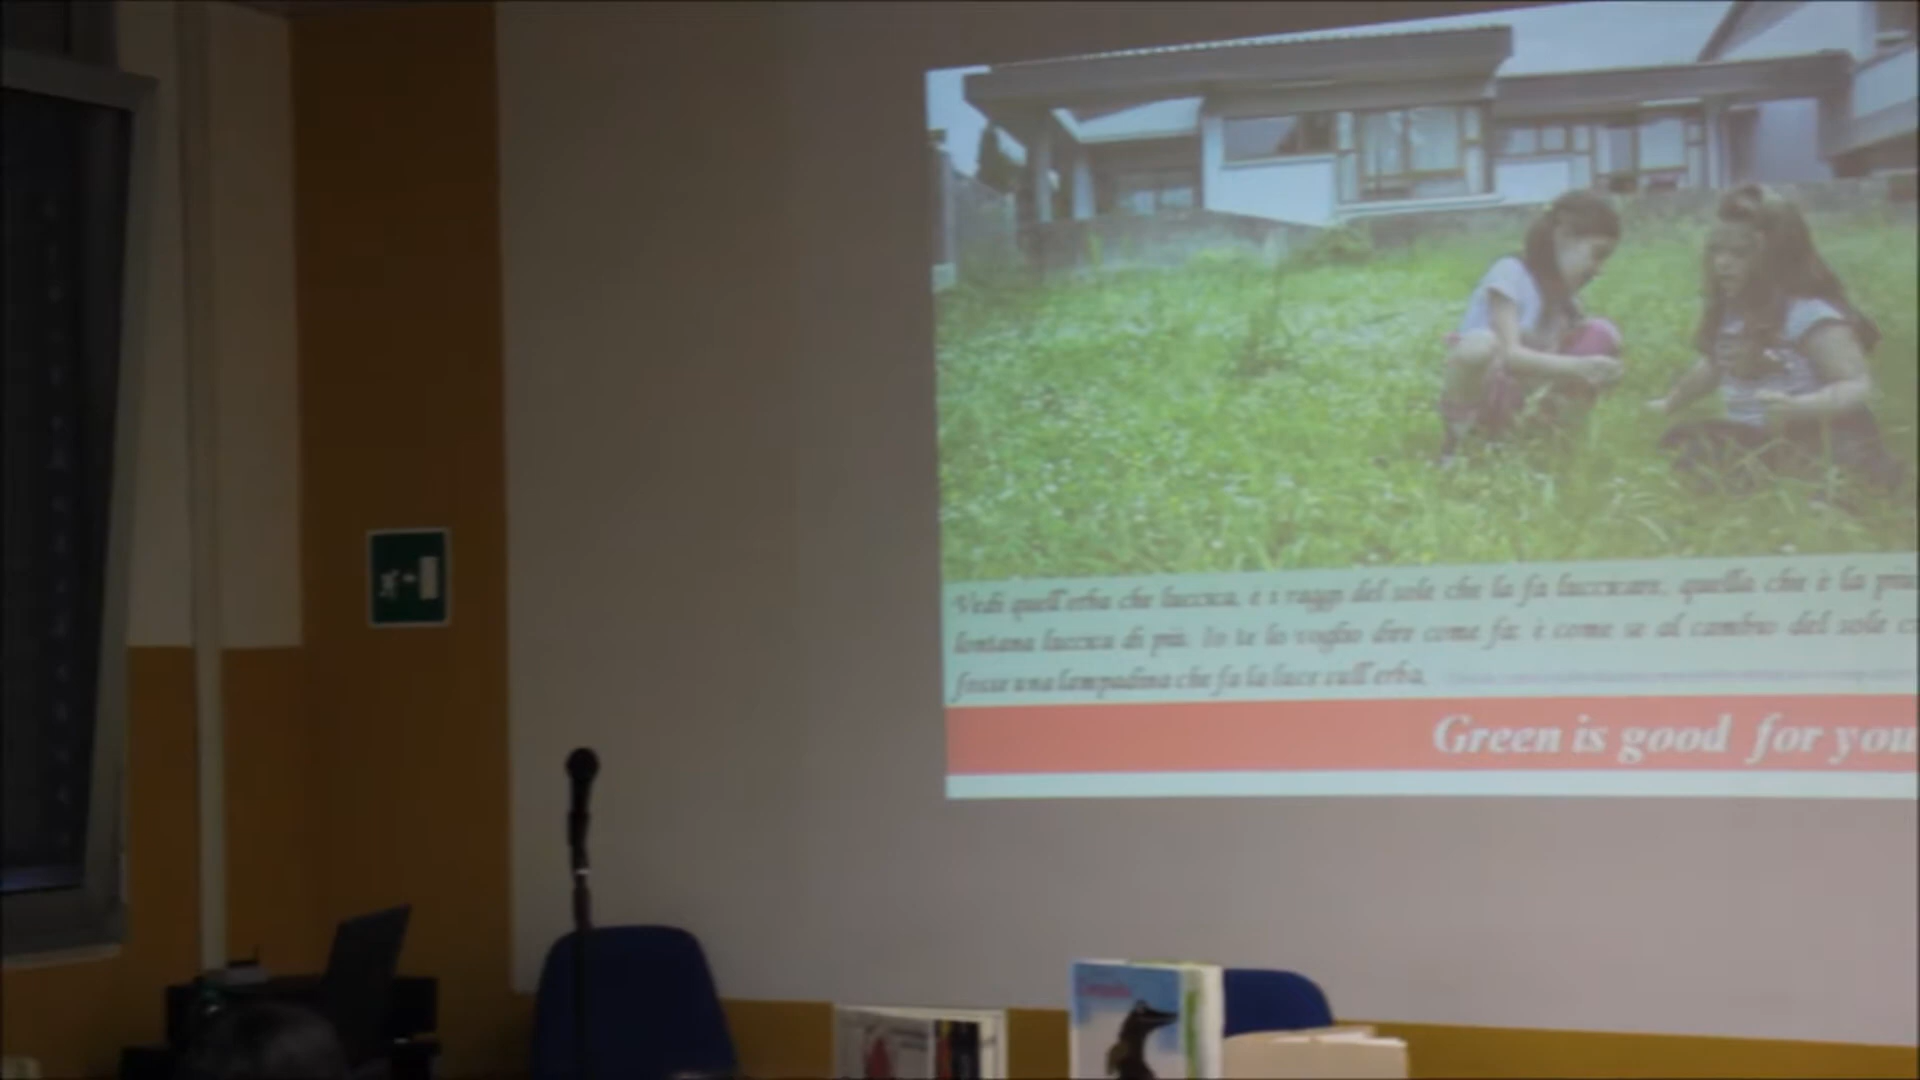 Vedi quell'erba che luccica, è i raggi del sole che la fa luccicare, quella che è la più
lontana luccica di più. Io te lo voglio dire come fa: è come se al cambio del sole c
fosse una lampadina che fa la luce sull'erba.
Green is good for you